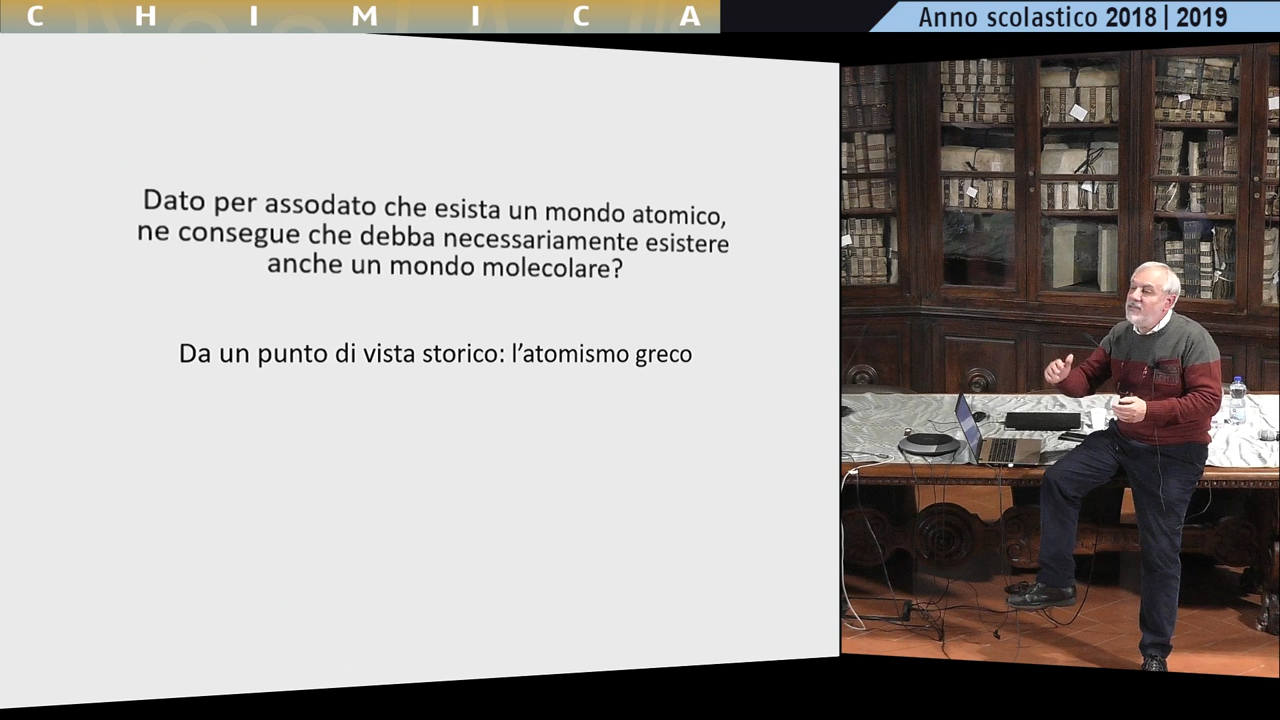 CHIMICA
Anno scolastico 2018 | 2019
Dato per assodato che esista un mondo atomico,
ne consegue che debba necessariamente esistere
anche un mondo molecolare?
Da un punto di vista storico: l’atomismo greco